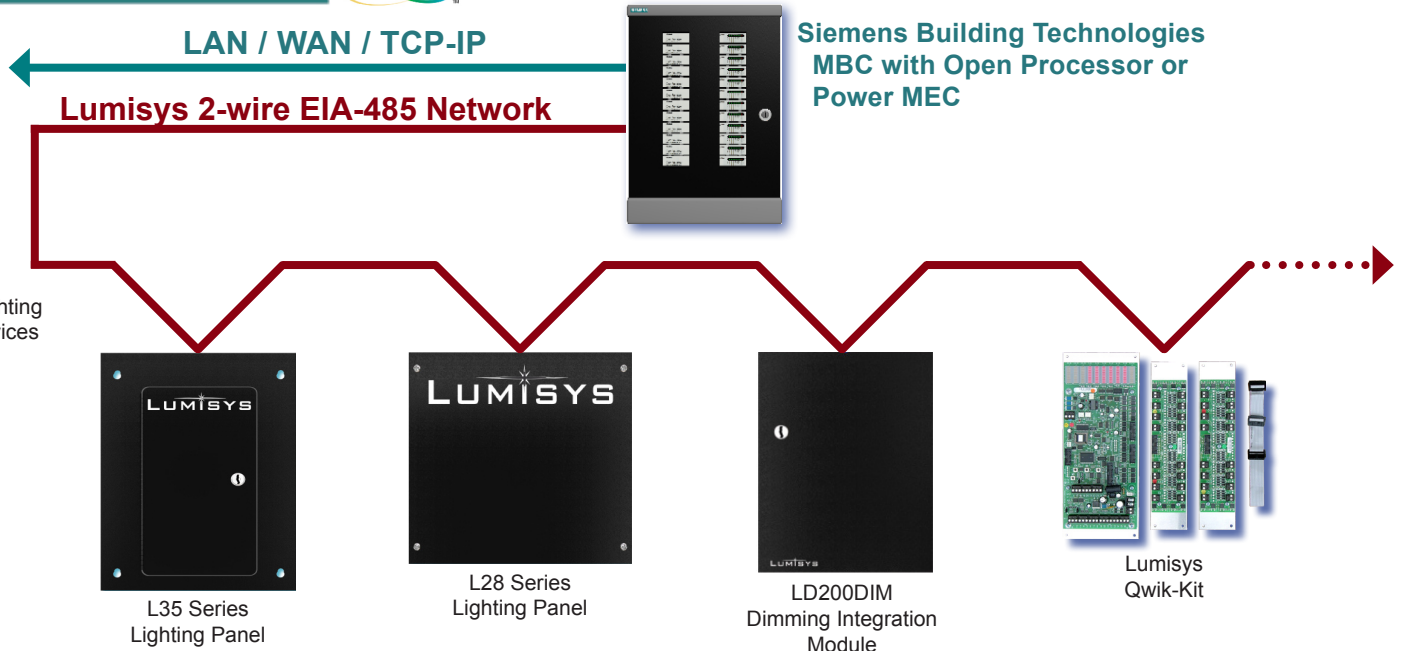 LAN / WAN / TCP-IP
Siemens Building Technologies
MBC with Open Processor or
Power MEC
Lumisys 2-wire EIA-485 Network
LUMISYS
L35 Series
Lighting Panel
LUMISYS
L28 Series
Lighting Panel
LUMISYS
LD200DIM
Dimming Integration
Module
Lumisys
Qwik-Kit